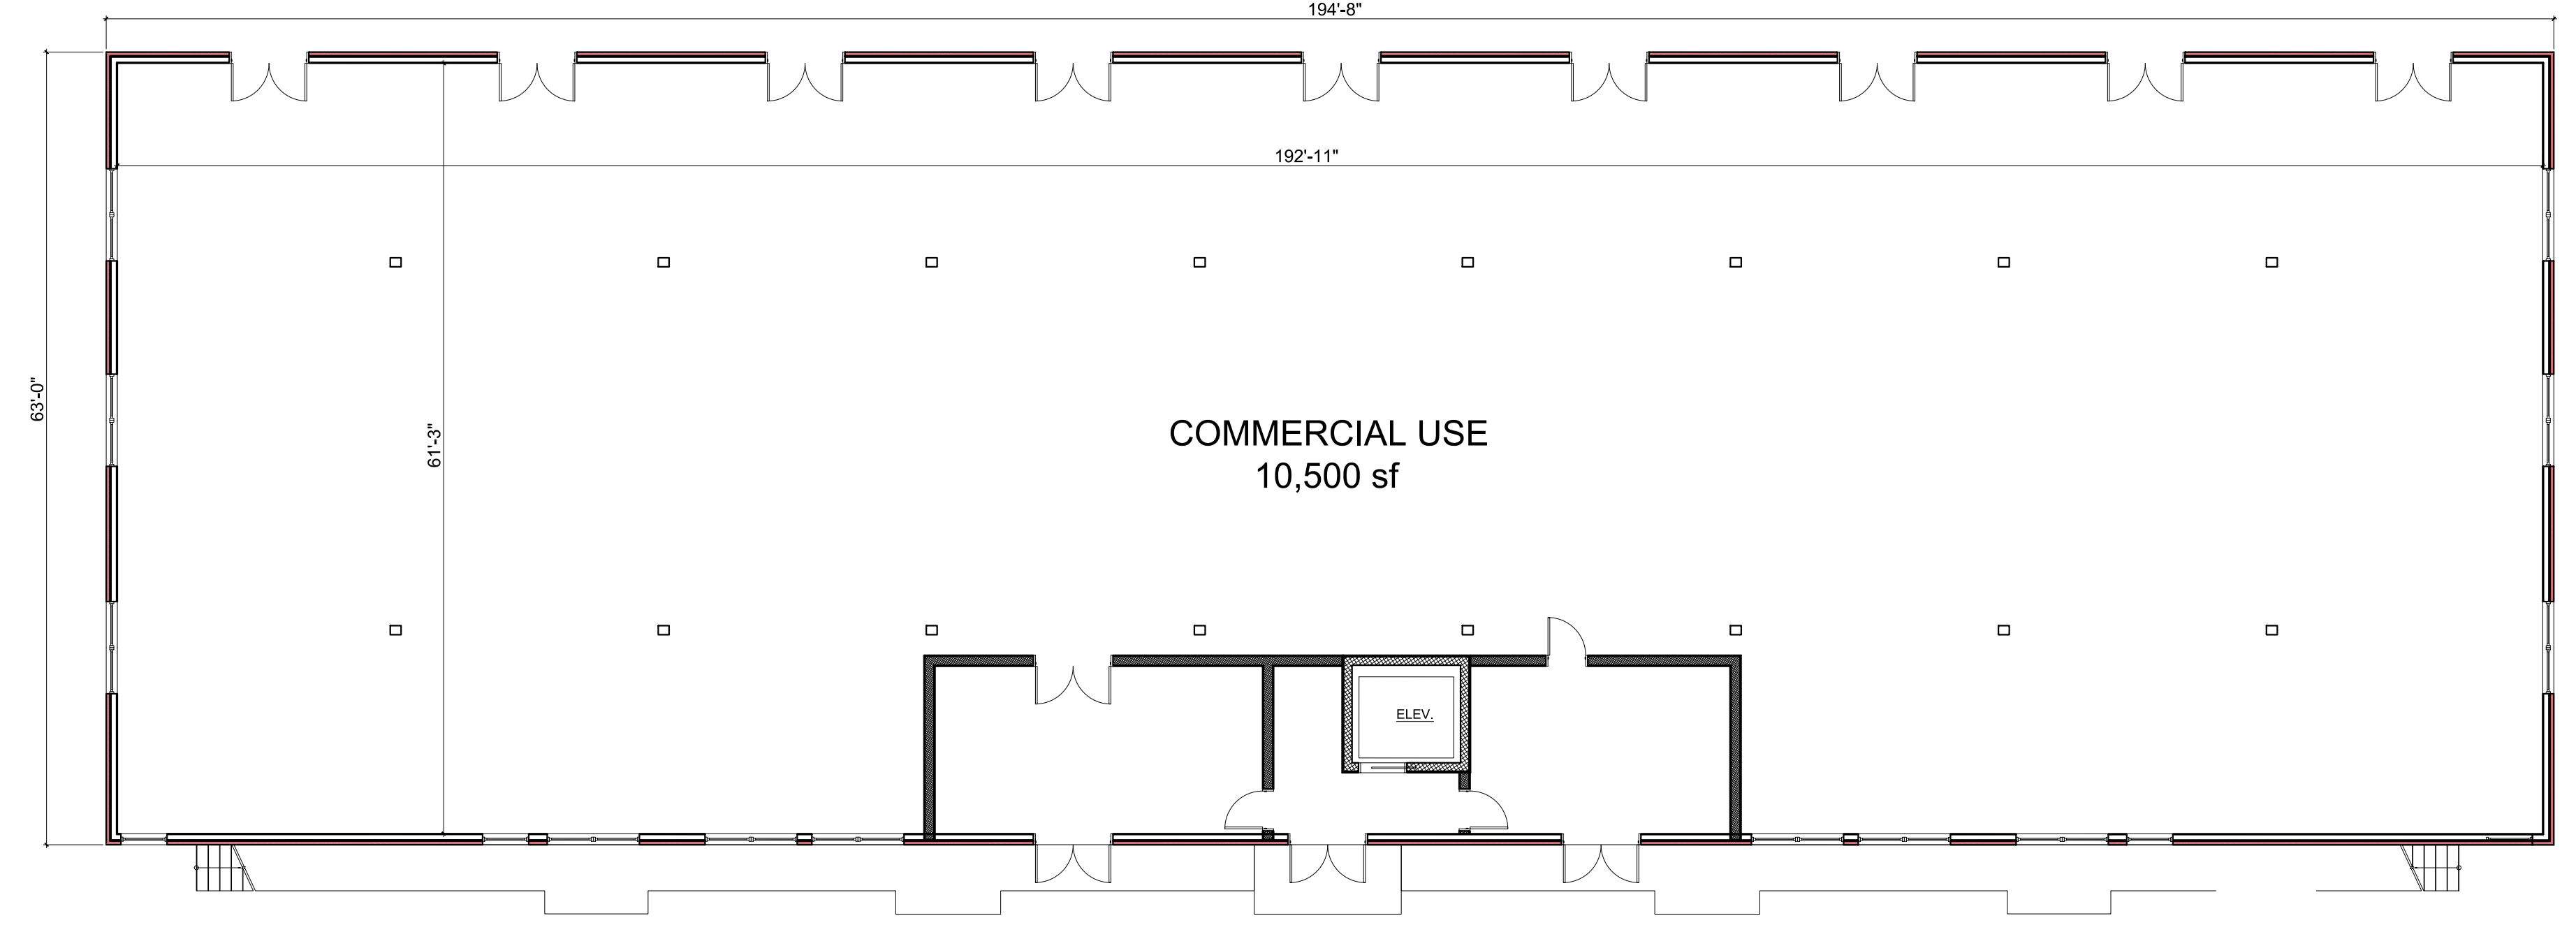 194'-8"
192'-11"
63'-0"
61'-3"
COMMERCIAL USE
10,500 sf
ELEV.